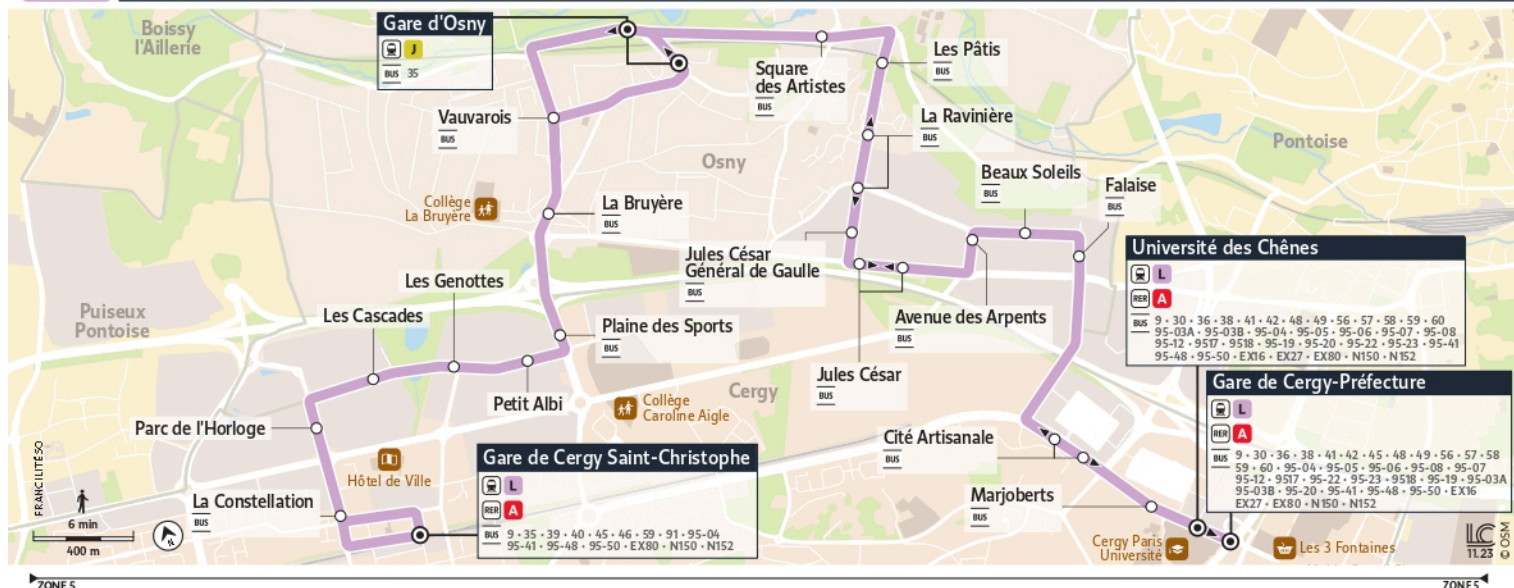 Boissy
l'Aillerie
Gare d'Osny
J
BUS 35
Square
des Artistes
BUS
Les Pâtis
BUS
La Ravinière
BUS
Pontoise
Vauvarois
BUS
Osny
Beaux Soleils
BUS
Falaise
BUS
Collège
La Bruyère
La Bruyère
BUS
Jules César
Général de Gaulle
BUS
Université des Chênes
L
RER A
BUS 9 • 30 • 36 • 38 • 41 • 42 • 48 • 49 • 56 • 57 • 58 • 59 • 60
95-03A • 95-03B • 95-04 • 95-05 • 95-06 • 95-07 • 95-08
95-12 • 9517 • 9518 • 95-19 • 95-20 • 95-22 • 95-23 • 95-41
95-48 • 95-50 • EX16 • EX27 • EX80 • N150 • N152
Les Genottes
Puiseux
Pontoise
Les Cascades
Plaine des Sports
BUS
Avenue des Arpents
BUS
Jules César
BUS
Gare de Cergy-Préfecture
L
RER A
BUS 9 • 30 • 36 • 38 • 41 • 42 • 45 • 48 • 49 • 56 • 57 • 58
59 • 60 • 95-04 • 95-05 • 95-06 • 95-08 • 95-07
95-12 • 9517 • 95-22 • 95-23 • 9518 • 95-19 • 95-03A
95-03B • 95-20 • 95-41 • 95-48 • 95-50 • EX16
EX27 • EX80 • N150 • N152
Cergy
Petit Albi
Collège
Caroline Aigle
Parc de l'Horloge
Cité Artisanale
BUS
Hôtel de Ville
Gare de Cergy Saint-Christophe
L
RER A
BUS 9 • 35 • 39 • 40 • 45 • 46 • 59 • 91 • 95-04
95-41 • 95-48 • 95-50 • EX80 • N150 • N152
FRANCILITÉ SO
La Constellation
BUS
Marjoberts
BUS
6 min
400 m
N
Cergy Paris
Université
Les 3 Fontaines
LC
11.23
© OSM
ZONE 5
ZONE 5